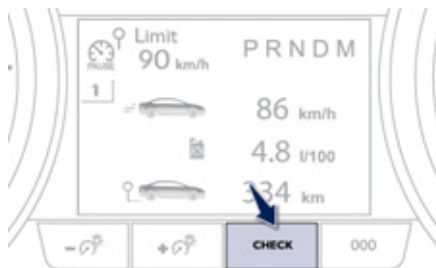 Limit
90 km/h
PRNDM
PAUSE
1
86 km/h
4.8 l/100
334 km
CHECK
000